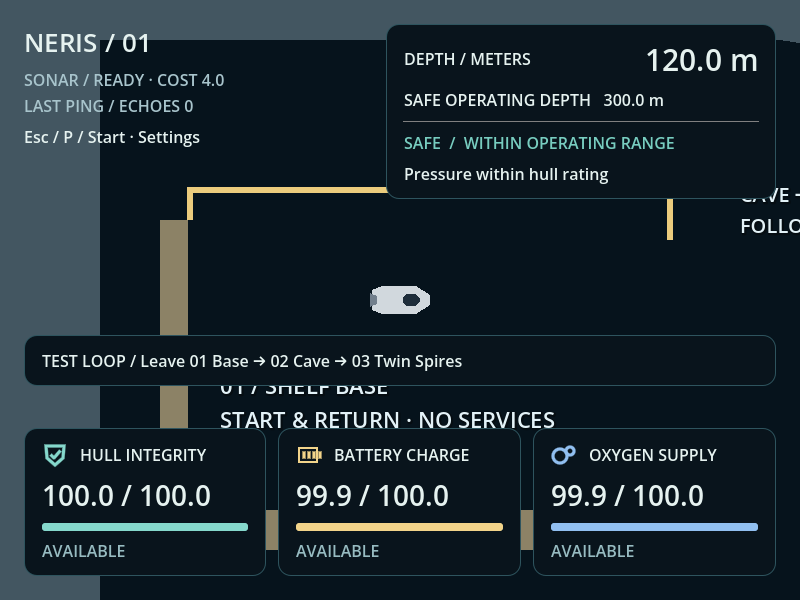 NERIS / 01
SONAR / READY · COST 4.0
LAST PING / ECHOES 0
Esc / P / Start · Settings
DEPTH / METERS 120.0 m
SAFE OPERATING DEPTH 300.0 m
SAFE / WITHIN OPERATING RANGE
Pressure within hull rating
TEST LOOP / Leave 01 Base → 02 Cave → 03 Twin Spires
01 / SHELF BASE
START & RETURN · NO SERVICES
HULL INTEGRITY
100.0 / 100.0
AVAILABLE
BATTERY CHARGE
99.9 / 100.0
AVAILABLE
OXYGEN SUPPLY
99.9 / 100.0
AVAILABLE